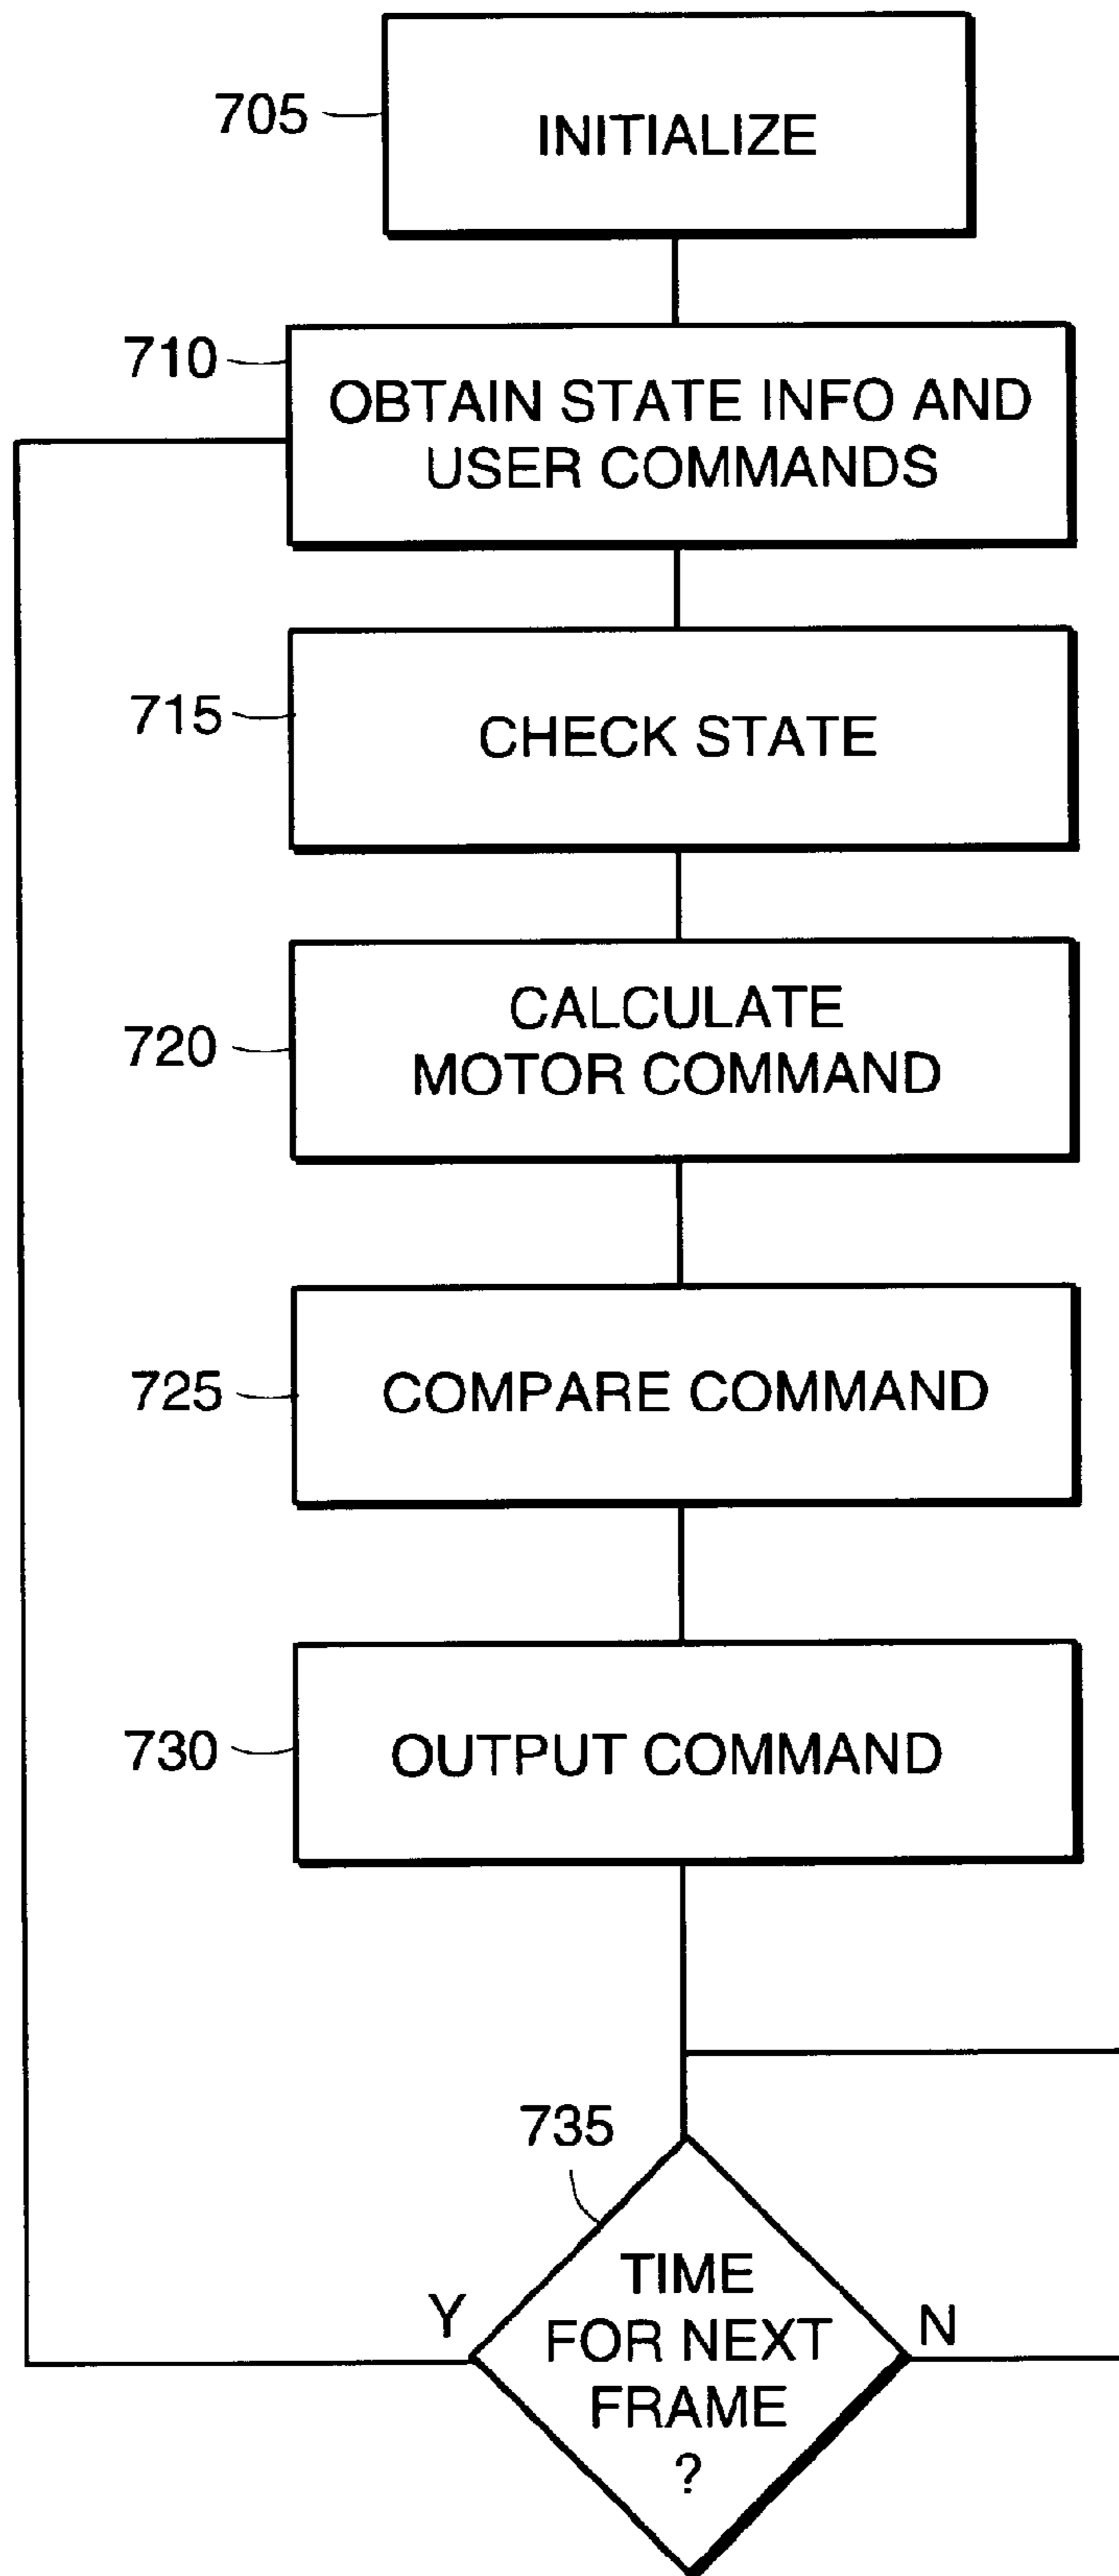 705
INITIALIZE
710
OBTAIN STATE INFO AND
USER COMMANDS
715
CHECK STATE
720
CALCULATE
MOTOR COMMAND
725
COMPARE COMMAND
730
OUTPUT COMMAND
735
TIME
FOR NEXT
FRAME
?
Y
N